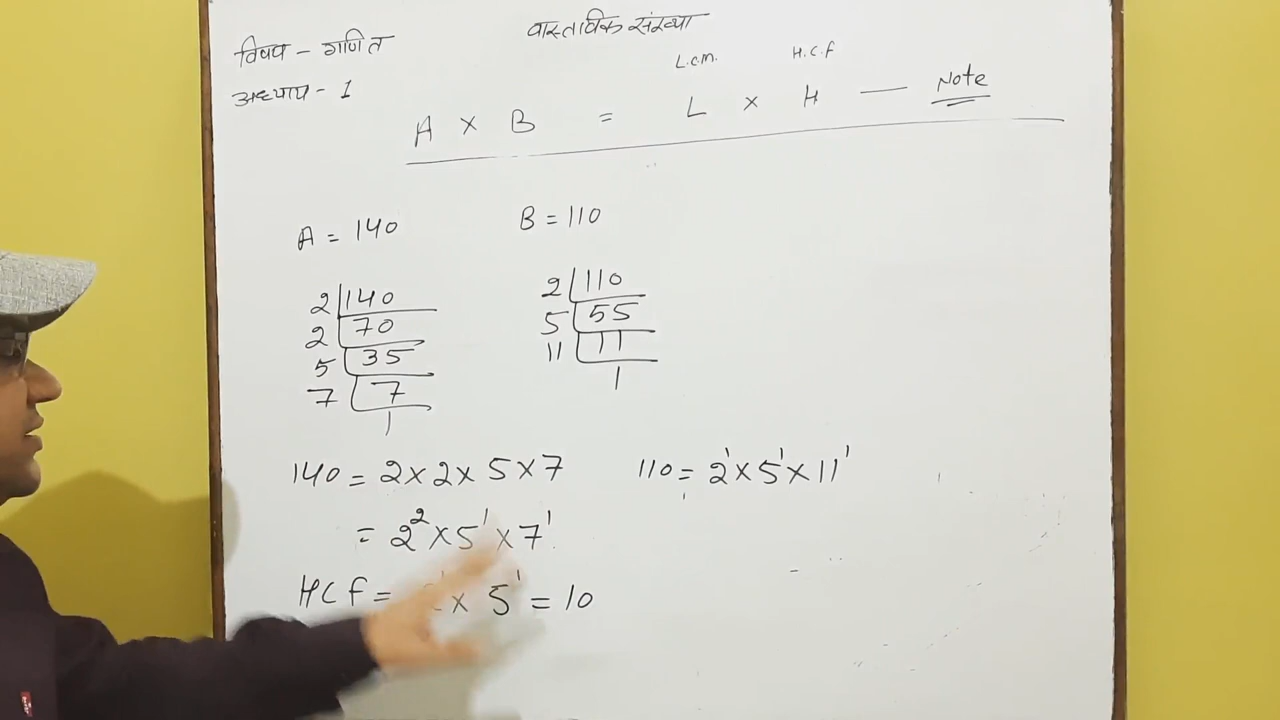 वास्तविक संख्या
विषय - गणित
अध्याय - 1
L.c.m. H.c.f
A × B = L × H — Note
A = 140 B = 110
2 140
2 70
5 35
7 7
1
2 110
5 55
11 11
1
140 = 2×2×5×7 110 = 2¹×5¹×11¹
= 2²×5¹×7¹
HCF = × 5¹ = 10